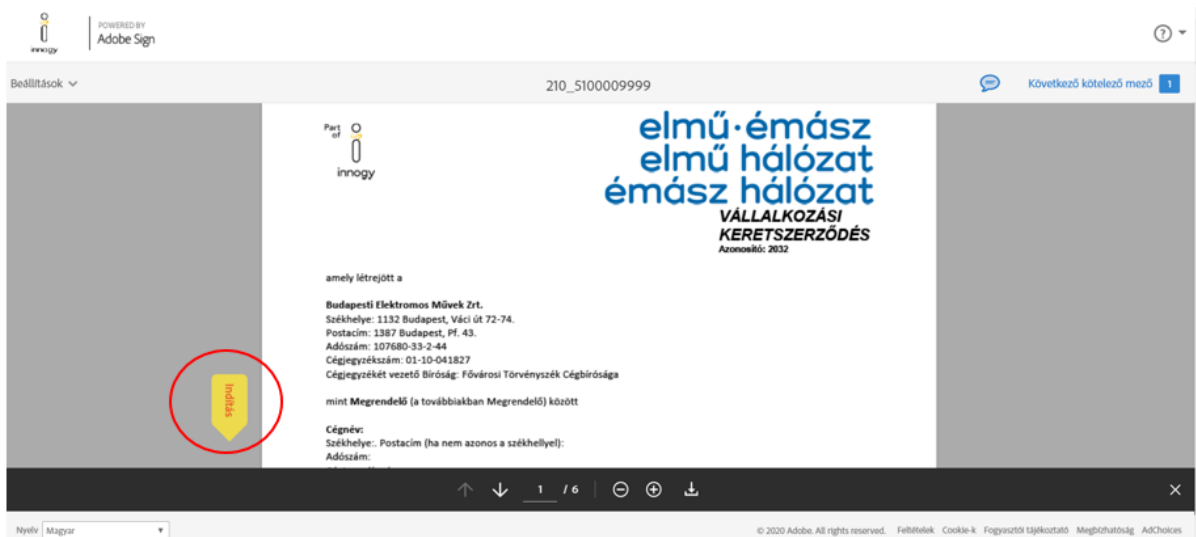 innogy
POWERED BY
Adobe Sign
?
Beállítások
210_5100009999
Következő kötelező mező 1
Part of
innogy
elmű·émász
elmű hálózat
émász hálózat
VÁLLALKOZÁSI
KERETSZERZŐDÉS
Azonosító: 2032
amely létrejött a
Budapesti Elektromos Művek Zrt.
Székhelye: 1132 Budapest, Váci út 72-74.
Postacím: 1387 Budapest, Pf. 43.
Adószám: 107680-33-2-44
Cégjegyzékszám: 01-10-041827
Cégjegyzékét vezető Bíróság: Fővárosi Törvényszék Cégbírósága
Indítás
mint Megrendelő (a továbbiakban Megrendelő) között
Cégnév:
Székhelye:. Postacím (ha nem azonos a székhellyel):
Adószám:
1 / 6
Nyelv Magyar
© 2020 Adobe. All rights reserved. Feltételek Cookie-k Fogyasztói tájékoztató Megbízhatóság AdChoices